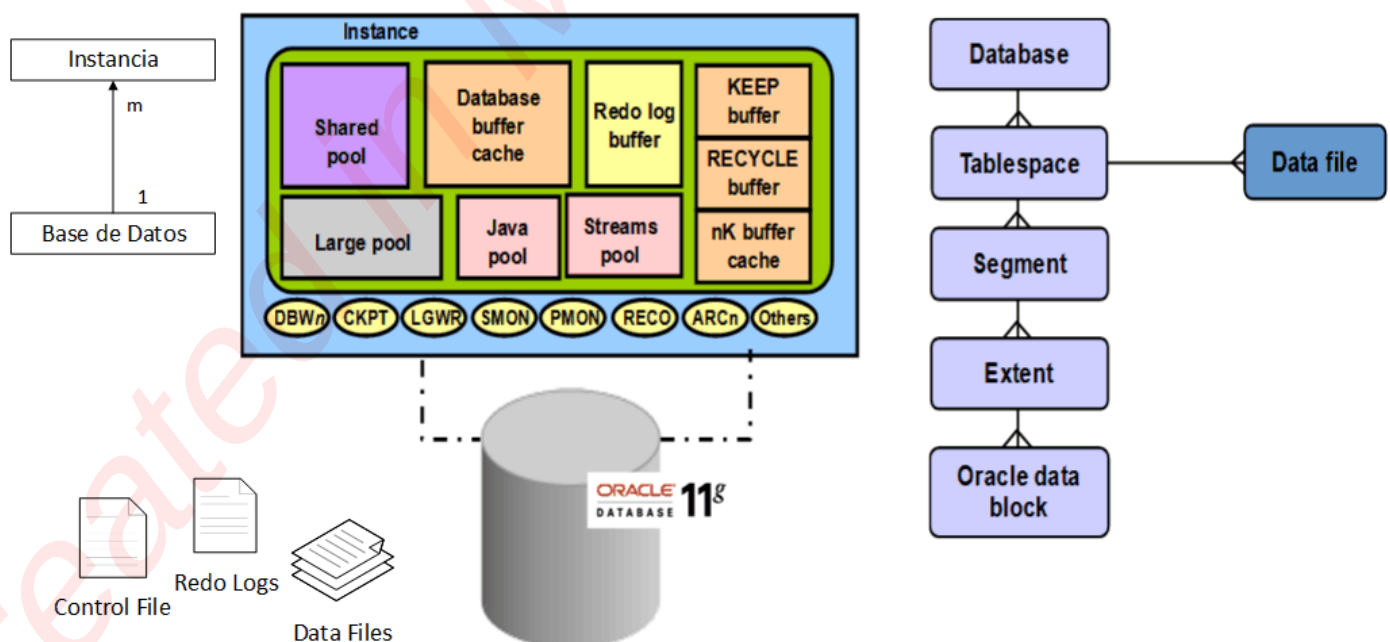 Instancia
m
1
Base de Datos
Instance
Shared
pool
Database
buffer
cache
Redo log
buffer
KEEP
buffer
RECYCLE
buffer
nK buffer
cache
Large pool
Java
pool
Streams
pool
DBWn
CKPT
LGWR
SMON
PMON
RECO
ARCn
Others
ORACLE
DATABASE
11g
Control File
Redo Logs
Data Files
Database
Tablespace
Data file
Segment
Extent
Oracle data
block
eated in M